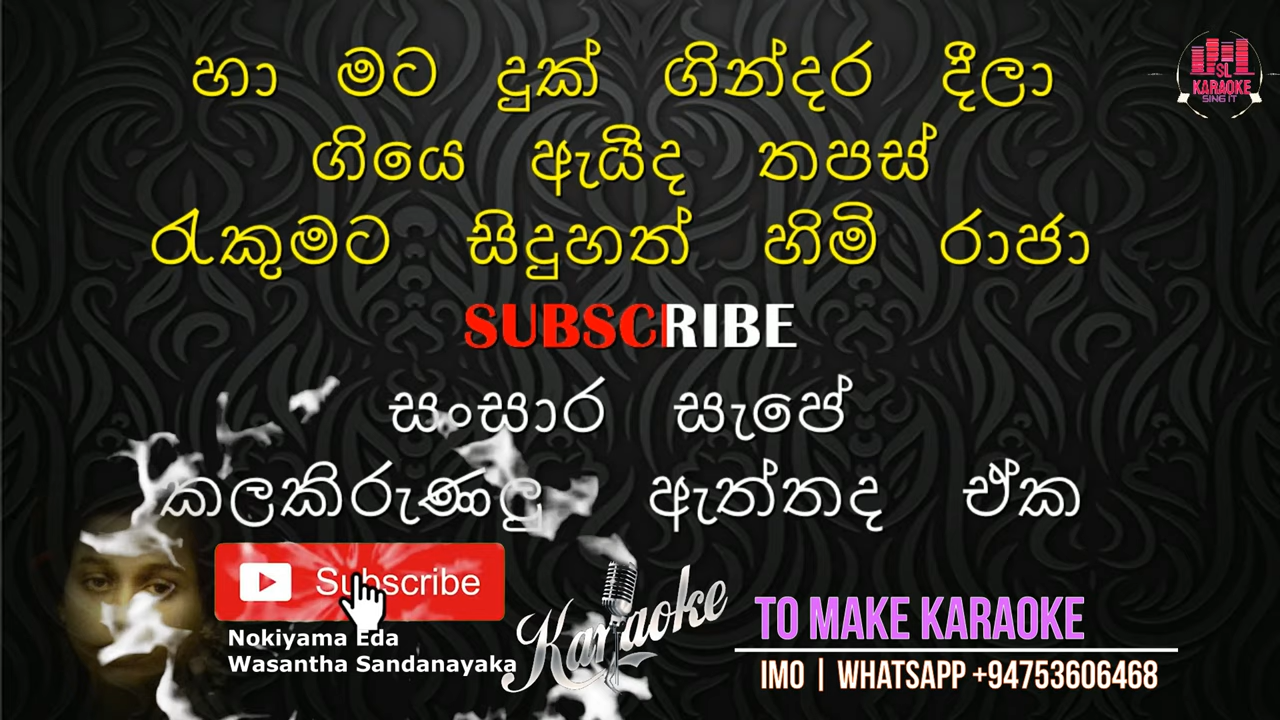 හා මට දුක් ගින්දර දීලා
SL
KARAOKE
SING IT
ගියෙ ඇයිද තපස්
රැකුමට සිදුහත් හිමි රාජා
SUBSCRIBE
සංසාර සැපේ
කලකිරුණාලු ඇත්තද ඒක
Subscribe
Nokiyama Eda
Wasantha Sandanayaka
Karaoke
TO MAKE KARAOKE
IMO | WHATSAPP +94753606468